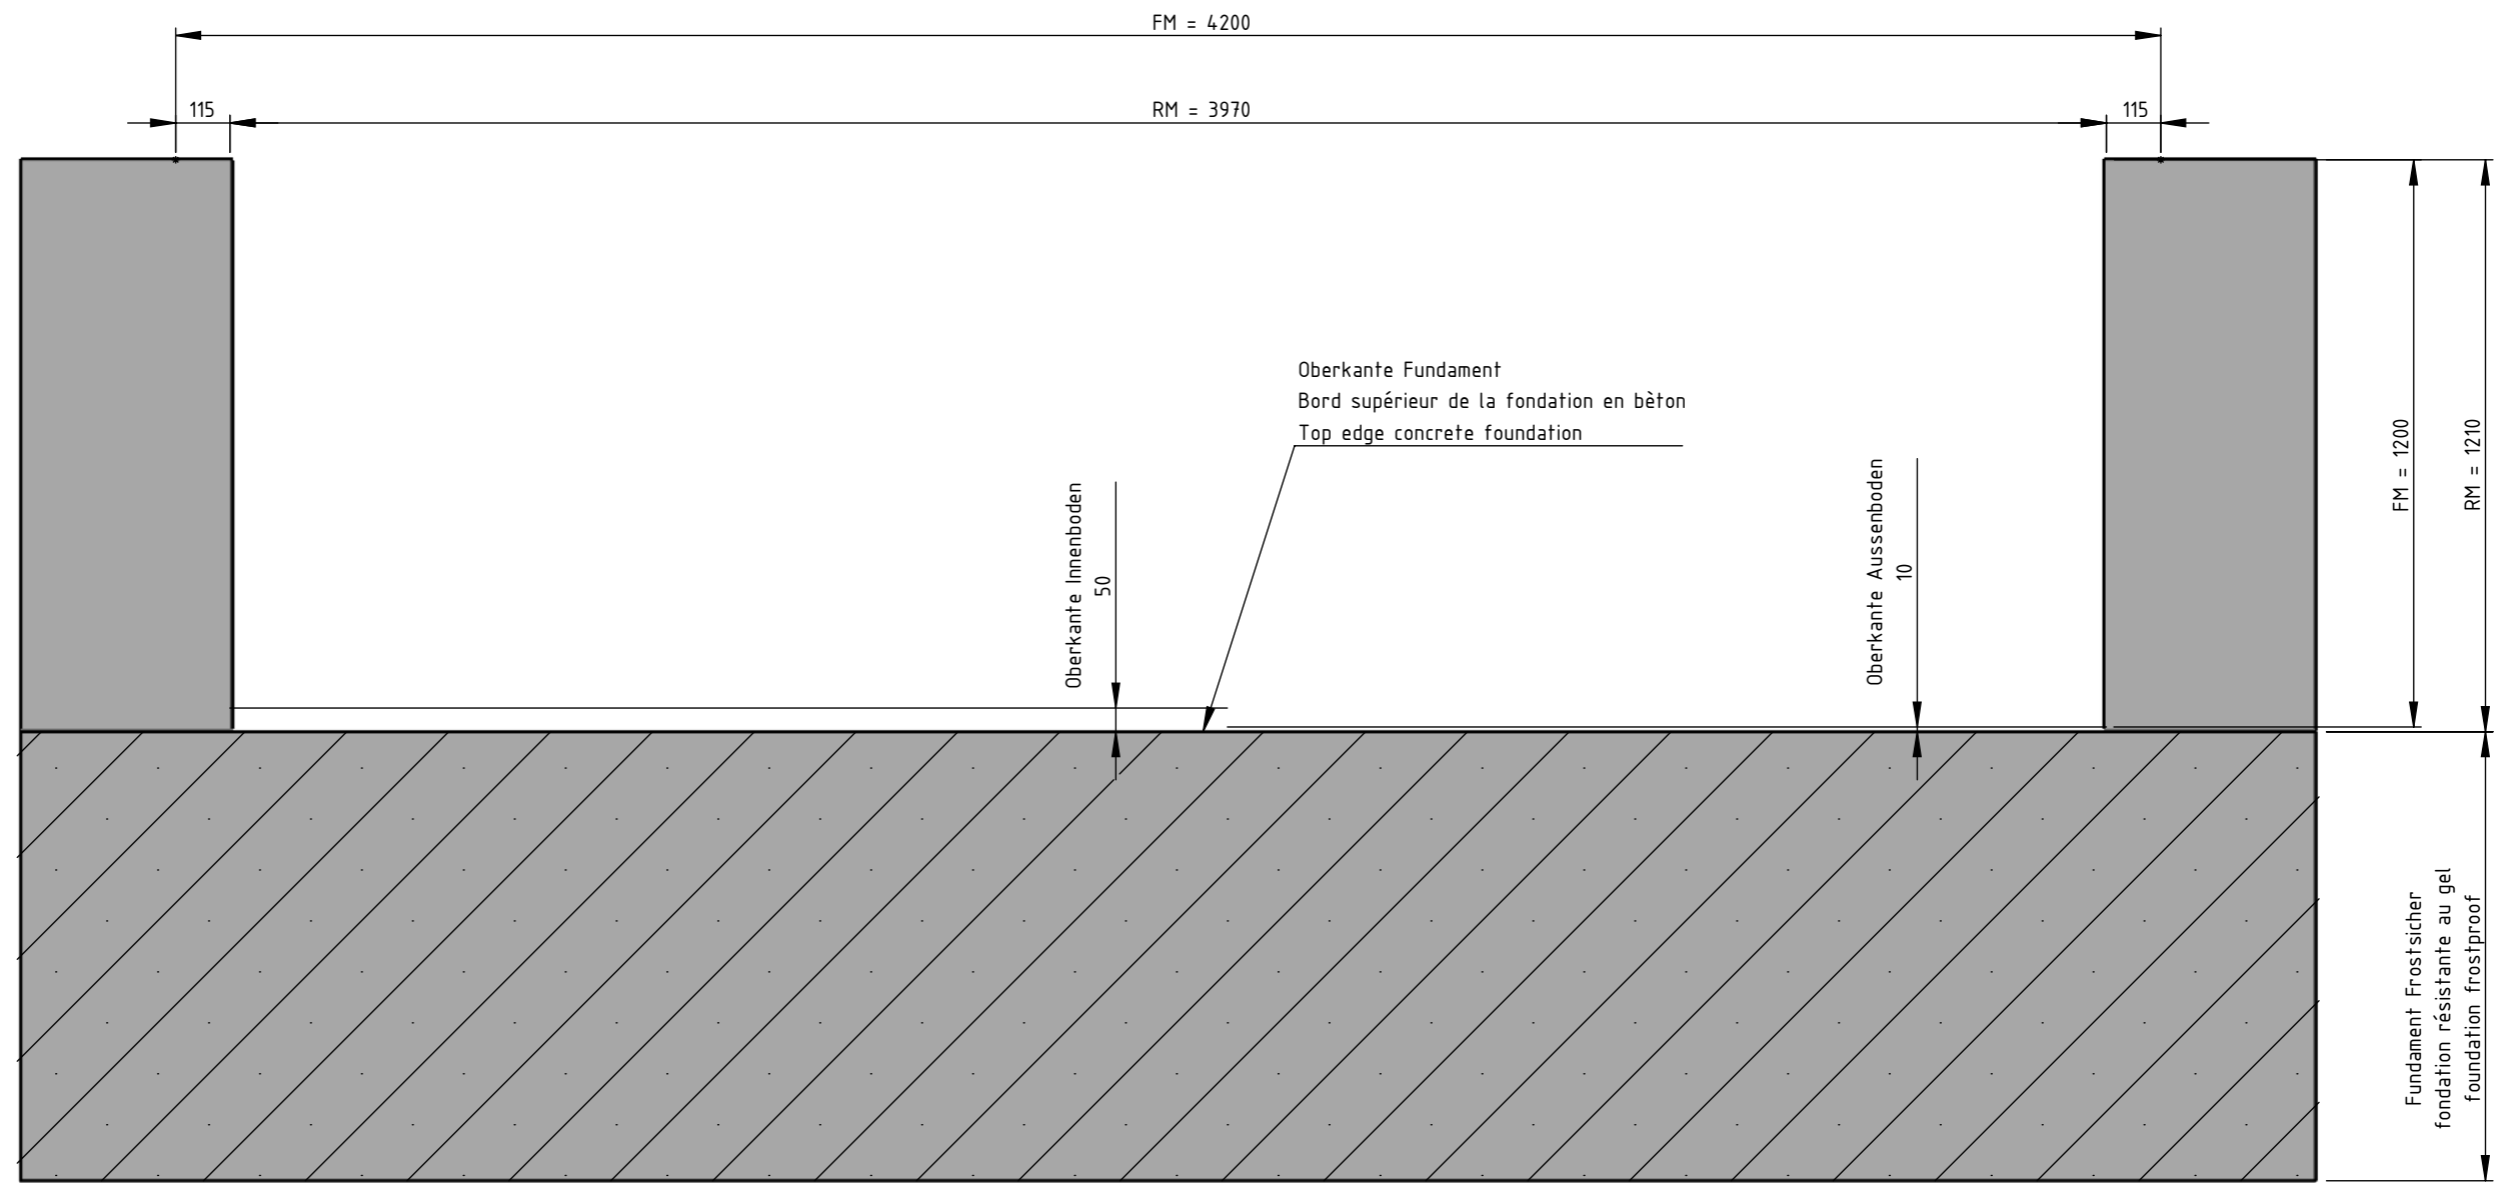 FM = 4200
115
RM = 3970
115
Oberkante Fundament
Bord supérieur de la fondation en bèton
Top edge concrete foundation
Oberkante Innenboden
50
Oberkante Aussenboden
10
FM = 1200
RM = 1210
Fundament Frostsicher
fondation résistante au gel
foundation frostproof